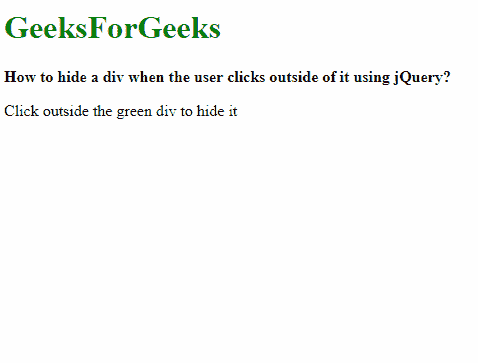 GeeksForGeeks
How to hide a div when the user clicks outside of it using jQuery?
Click outside the green div to hide it